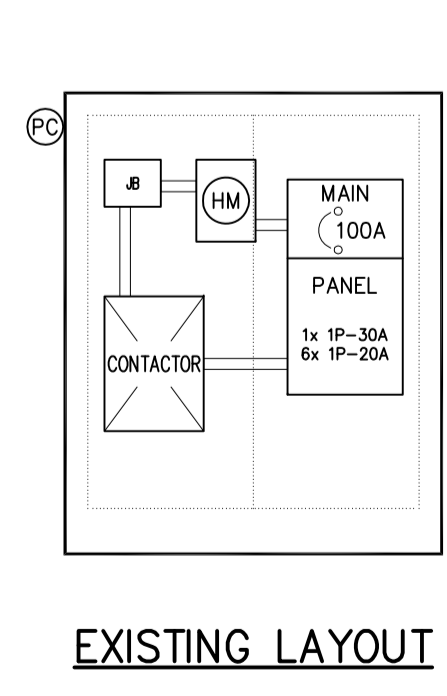 PC
JB
HM
MAIN
100A
PANEL
1x 1P-30A
6x 1P-20A
CONTACTOR
EXISTING LAYOUT